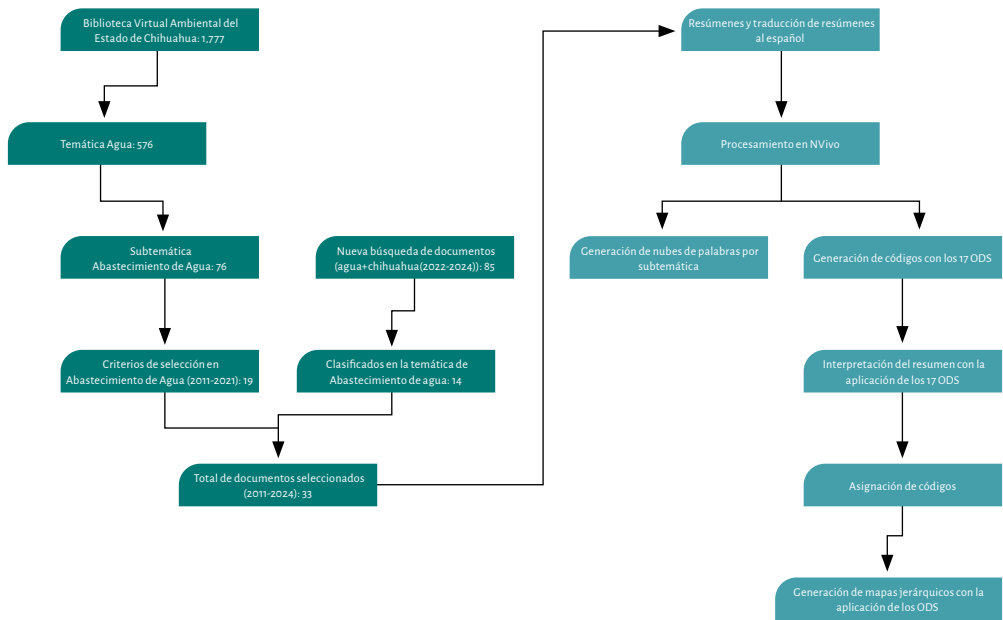 Biblioteca Virtual Ambiental del
Estado de Chihuahua: 1,777
Temática Agua: 576
Subtemática
Abastecimiento de Agua: 76
Criterios de selección en
Abastecimiento de Agua (2011-2021): 19
Nueva búsqueda de documentos
(agua+chihuahua(2022-2024)): 85
Clasificados en la temática de
Abastecimiento de agua: 14
Total de documentos seleccionados
(2011-2024): 33
Resúmenes y traducción de resúmenes
al español
Procesamiento en NVivo
Generación de nubes de palabras por
subtemática
Generación de códigos con los 17 ODS
Interpretación del resumen con la
aplicación de los 17 ODS
Asignación de códigos
Generación de mapas jerárquicos con la
aplicación de los ODS